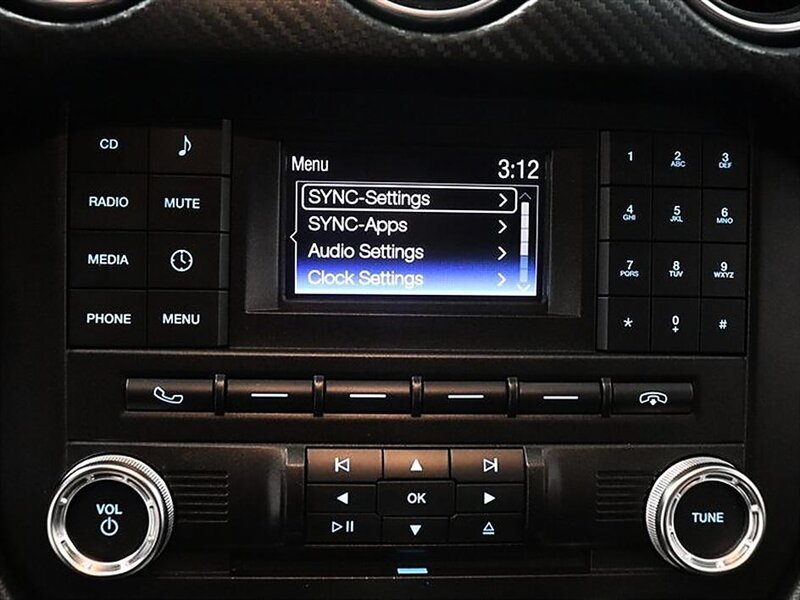 CD
RADIO
MUTE
MEDIA
PHONE
MENU
Menu 3:12
SYNC-Settings
SYNC-Apps
Audio Settings
Clock Settings
1
2 ABC
3 DEF
4 GHI
5 JKL
6 MNO
7 PQRS
8 TUV
9 WXYZ
*
0 +
#
VOL
OK
TUNE